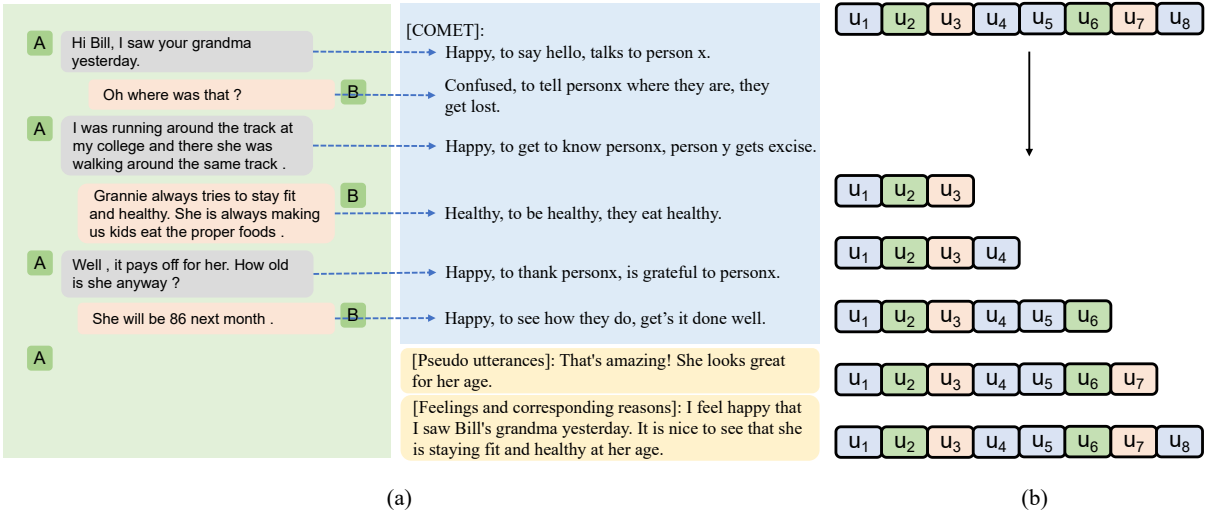 A
Hi Bill, I saw your grandma
yesterday.
Oh where was that ?
B
A
I was running around the track at
my college and there she was
walking around the same track .
Grannie always tries to stay fit
and healthy. She is always making
us kids eat the proper foods .
B
A
Well , it pays off for her. How old
is she anyway ?
She will be 86 next month .
B
A
[COMET]:
Happy, to say hello, talks to person x.
Confused, to tell personx where they are, they
get lost.
Happy, to get to know personx, person y gets excise.
Healthy, to be healthy, they eat healthy.
Happy, to thank personx, is grateful to personx.
Happy, to see how they do, get's it done well.
[Pseudo utterances]: That's amazing! She looks great
for her age.
[Feelings and corresponding reasons]: I feel happy that
I saw Bill's grandma yesterday. It is nice to see that she
is staying fit and healthy at her age.
(a)
u1 u2 u3 u4 u5 u6 u7 u8
u1 u2 u3
u1 u2 u3 u4
u1 u2 u3 u4 u5 u6
u1 u2 u3 u4 u5 u6 u7
u1 u2 u3 u4 u5 u6 u7 u8
(b)